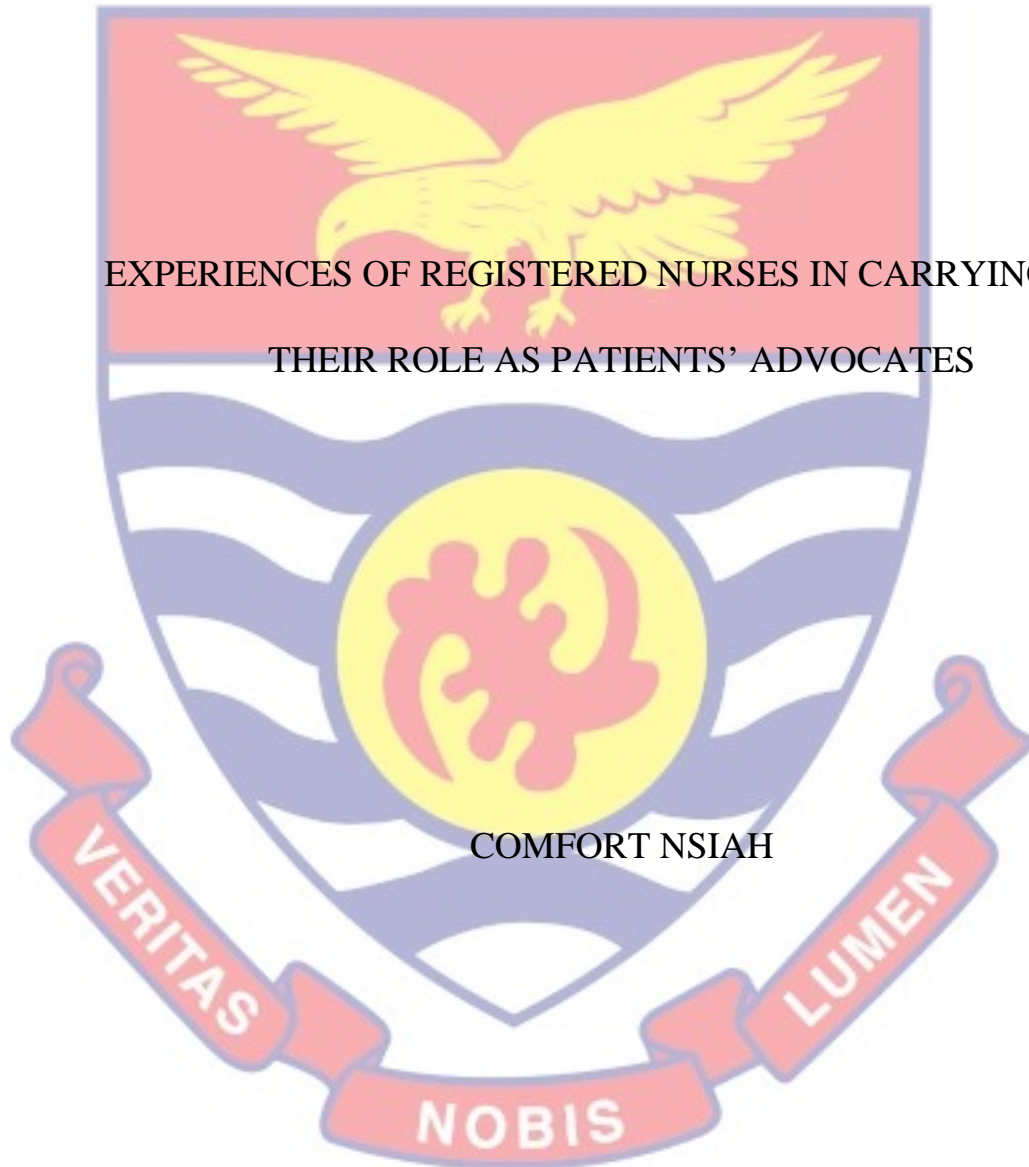 EXPERIENCES OF REGISTERED NURSES IN CARRYING
THEIR ROLE AS PATIENTS’ ADVOCATES
COMFORT NSIAH
VERITAS
NOBIS
LUMEN